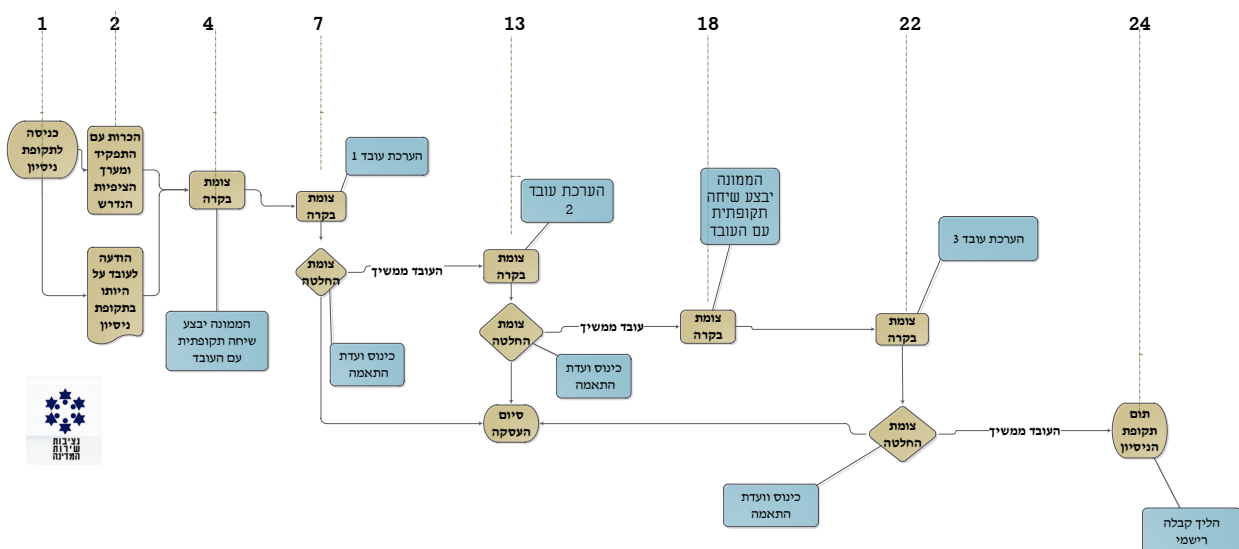 1
2
4
7
13
18
22
24
כניסה
לתקופת
ניסיון
הכרות עם
התפקיד
ומערך
הציפיות
הנדרש
הודעה
לעובד על
היותו
בתקופת
ניסיון
צומת
בקרה
הממונה יבצע
שיחה תקופתית
עם העובד
צומת
בקרה
הערכת עובד 1
צומת
החלטה
כינוס ועדת
התאמה
העובד ממשיך
צומת
בקרה
הערכת עובד
2
צומת
החלטה
כינוס ועדת
התאמה
סיום
העסקה
עובד ממשיך
צומת
בקרה
הממונה
יבצע שיחה
תקופתית
עם העובד
צומת
בקרה
הערכת עובד 3
צומת
החלטה
כינוס וועדת
התאמה
העובד ממשיך
תום
תקופת
הניסיון
הליך קבלה
רישמי
נציבות
שירות
המדינה